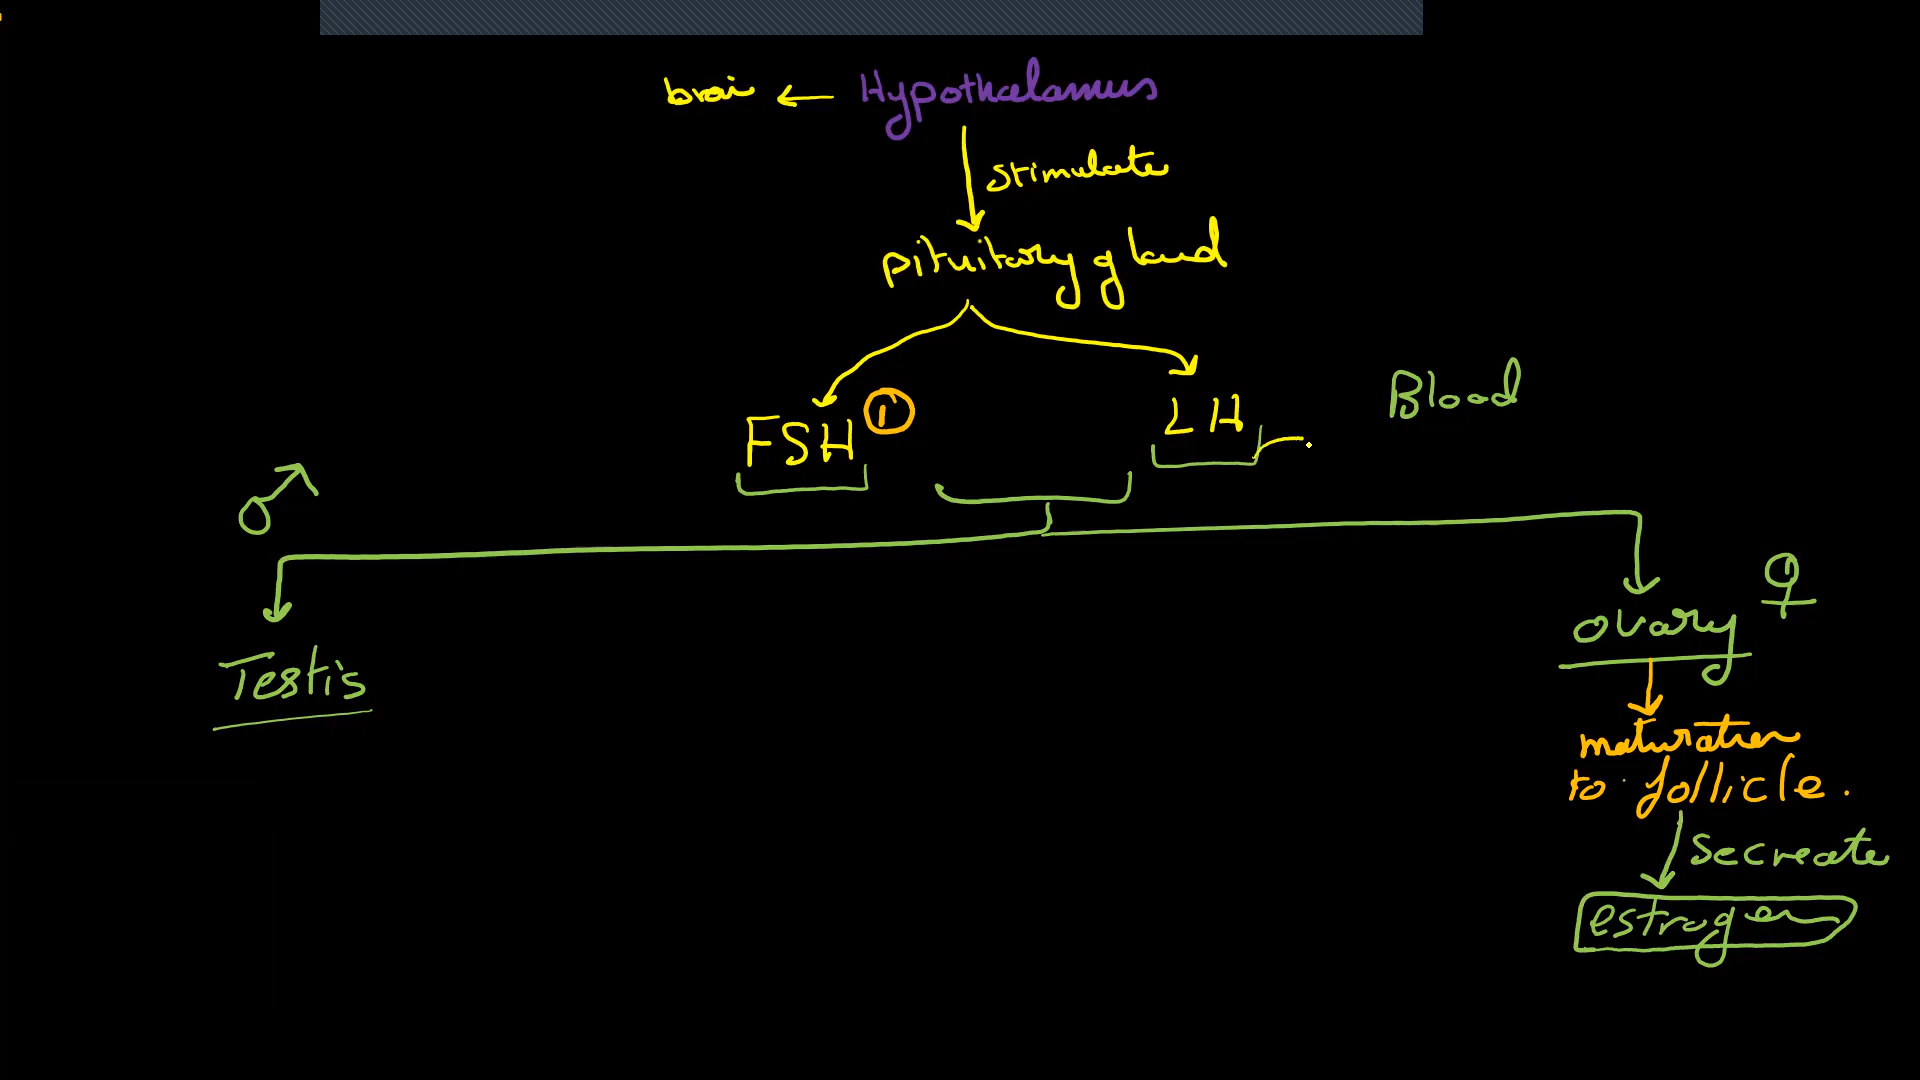 brai ← Hypothalamus
stimulate
pituitary gland
FSH ① LH
Blood
♂
♀
Testis
ovary
maturation
to follicle.
secreate
estrogen